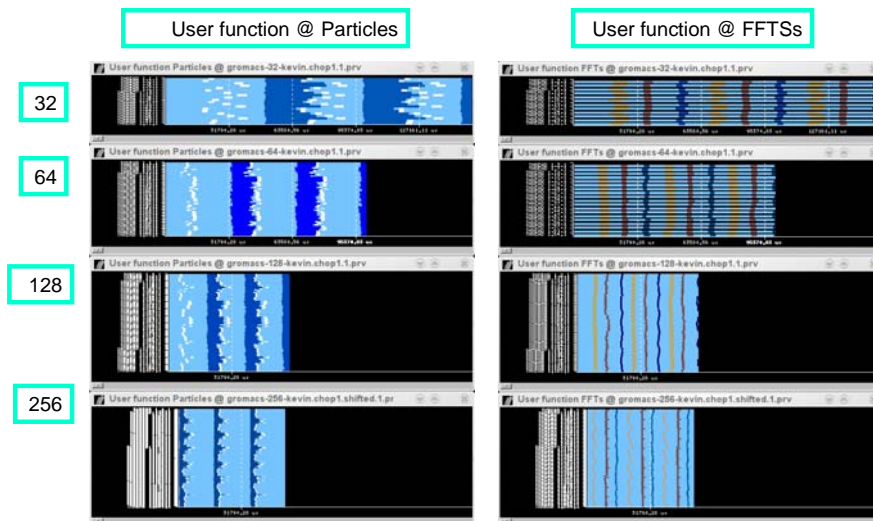 User function @ Particles
User function @ FFTSs
32
User function Particles @ gromacs-32-kevin.chop1.1.prv
User function FFTs @ gromacs-32-kevin.chop1.1.prv
64
User function Particles @ gromacs-64-kevin.chop1.1.prv
User function FFTs @ gromacs-64-kevin.chop1.1.prv
128
User function Particles @ gromacs-128-kevin.chop1.1.prv
User function FFTs @ gromacs-128-kevin.chop1.1.prv
256
User function Particles @ gromacs-256-kevin.chop1.shifted.1.pr
User function FFTs @ gromacs-256-kevin.chop1.shifted.1.prv